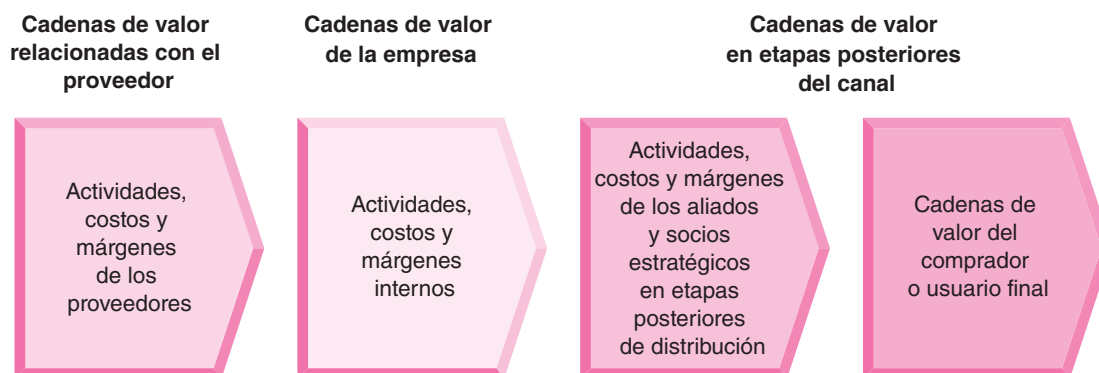 Cadenas de valor
relacionadas con el
proveedor
Cadenas de valor
de la empresa
Cadenas de valor
en etapas posteriores
del canal
Actividades,
costos y
márgenes
de los
proveedores
Actividades,
costos y
márgenes
internos
Actividades,
costos y márgenes
de los aliados
y socios
estratégicos
en etapas
posteriores
de distribución
Cadenas de
valor del
comprador
o usuario final